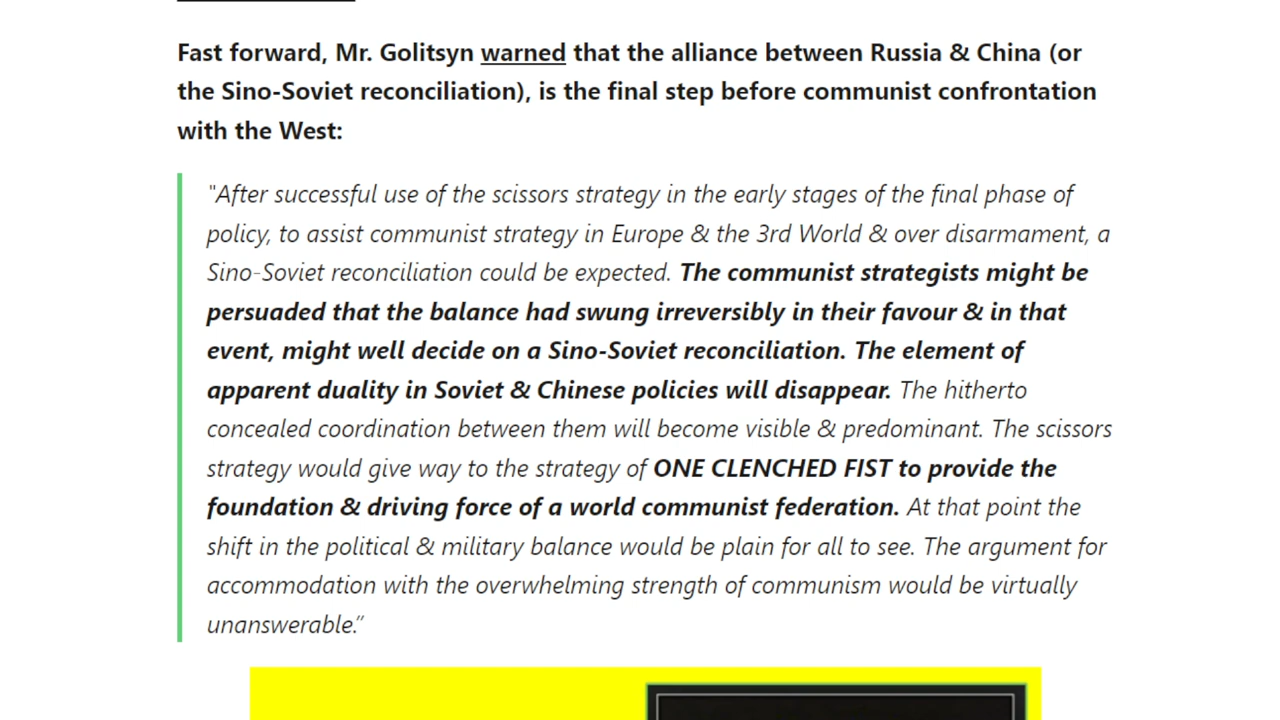 Fast forward, Mr. Golitsyn warned that the alliance between Russia & China (or
the Sino-Soviet reconciliation), is the final step before communist confrontation
with the West:
"After successful use of the scissors strategy in the early stages of the final phase of
policy, to assist communist strategy in Europe & the 3rd World & over disarmament, a
Sino-Soviet reconciliation could be expected. The communist strategists might be
persuaded that the balance had swung irreversibly in their favour & in that
event, might well decide on a Sino-Soviet reconciliation. The element of
apparent duality in Soviet & Chinese policies will disappear. The hitherto
concealed coordination between them will become visible & predominant. The scissors
strategy would give way to the strategy of ONE CLENCHED FIST to provide the
foundation & driving force of a world communist federation. At that point the
shift in the political & military balance would be plain for all to see. The argument for
accommodation with the overwhelming strength of communism would be virtually
unanswerable.”